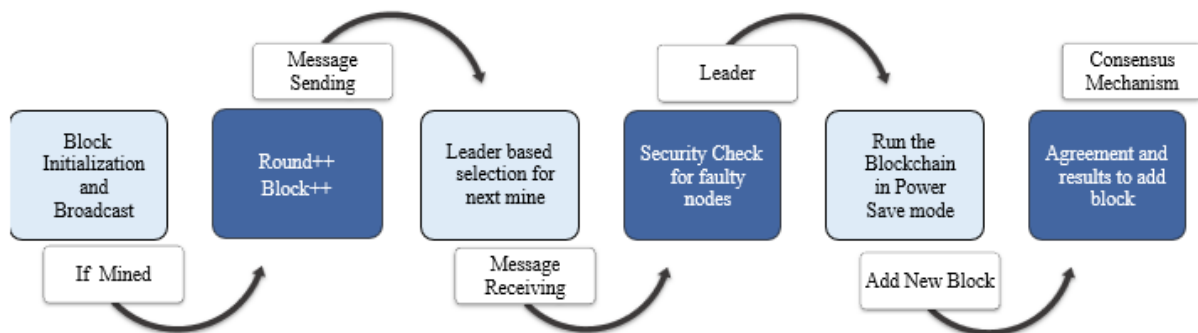 Message
Sending
Leader
Consensus
Mechanism
Block
Initialization
and
Broadcast
Round++
Block++
Leader based
selection for
next mine
Security Check
for faulty
nodes
Run the
Blockchain
in Power
Save mode
Agreement and
results to add
block
If Mined
Message
Receiving
Add New Block